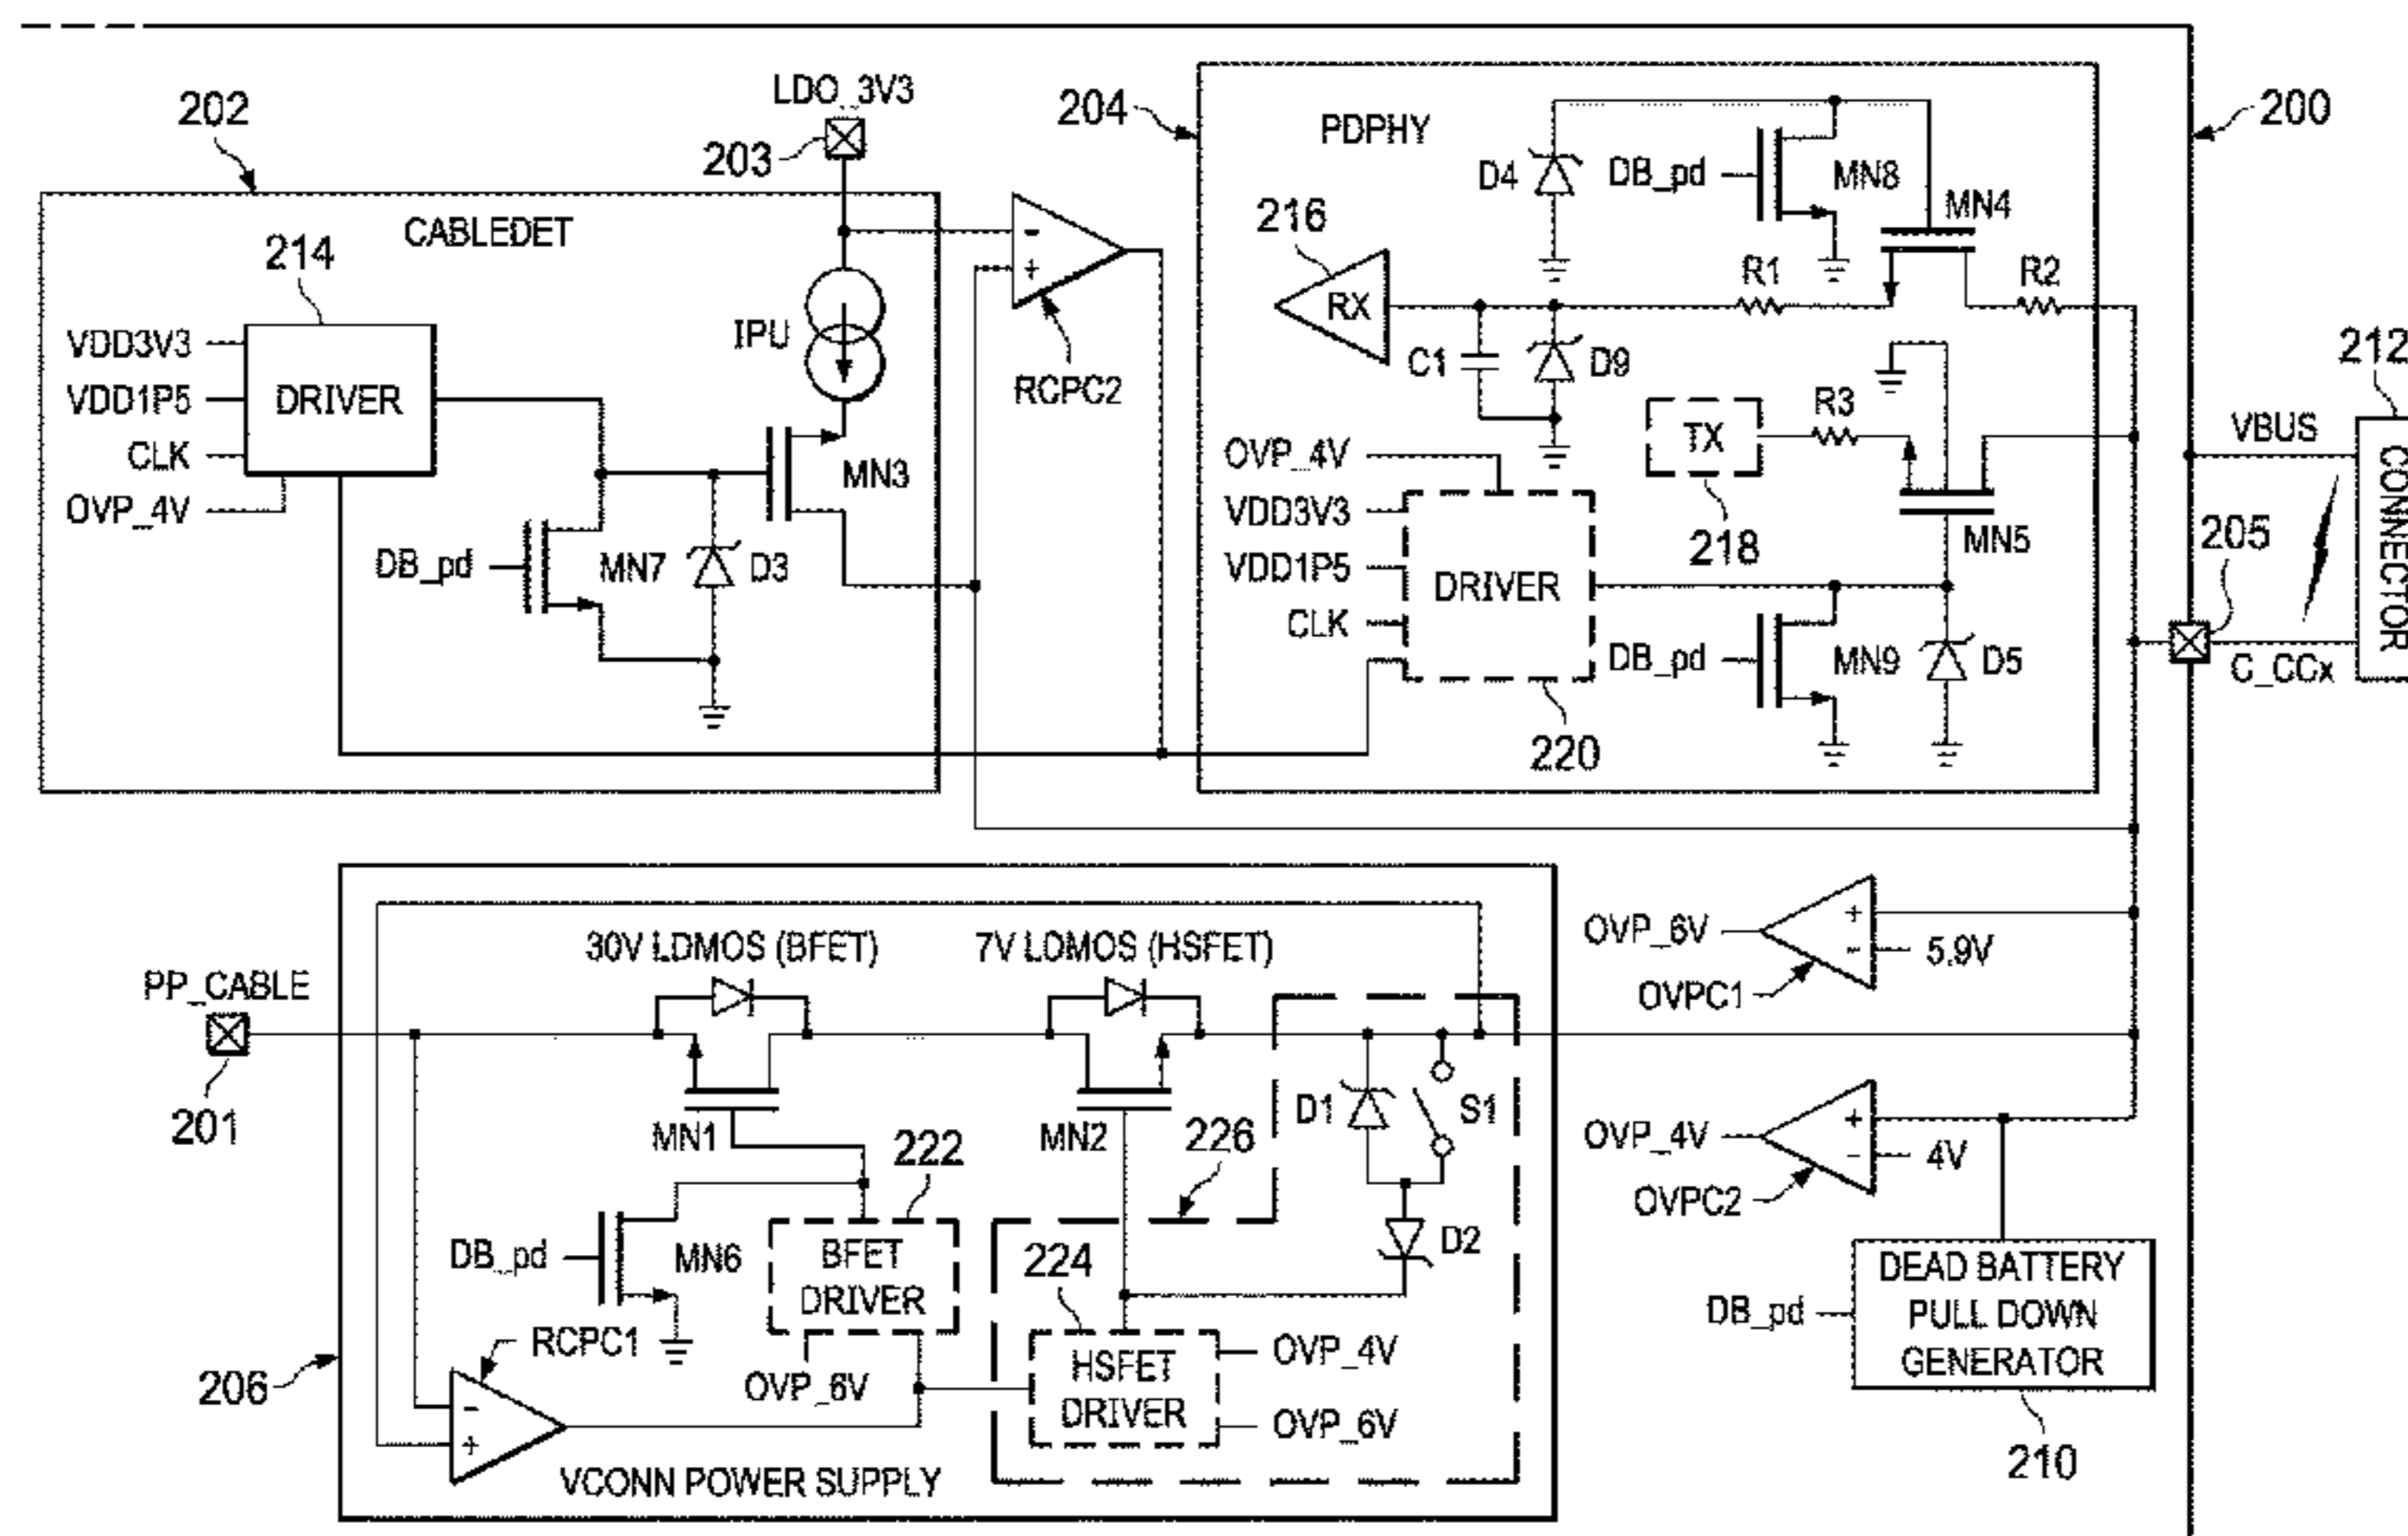 202
LDO_3V3
203
204
PDPHY
200
CABLEDET
214
VDD3V3
VDD1P5
CLK
OVP_4V
DRIVER
DB_pd
MN7
D3
MN3
IPU
-
+
RCPC2
216
RX
D4
DB_pd
MN8
MN4
R1
R2
C1
D9
TX
R3
218
MN5
OVP_4V
VDD3V3
VDD1P5
CLK
DRIVER
220
DB_pd
MN9
D5
212
VBUS
205
C_CCx
CONNECTOR
30V LDMOS (BFET)
7V LDMOS (HSFET)
PP_CABLE
201
MN1
MN2
222
226
D1
S1
D2
DB_pd
MN6
BFET
DRIVER
224
RCPC1
OVP_6V
HSFET
DRIVER
OVP_4V
OVP_6V
206
-
+
VCONN POWER SUPPLY
OVP_6V
+
-
5.9V
OVPC1
OVP_4V
+
-
4V
OVPC2
DB_pd
DEAD BATTERY
PULL DOWN
GENERATOR
210